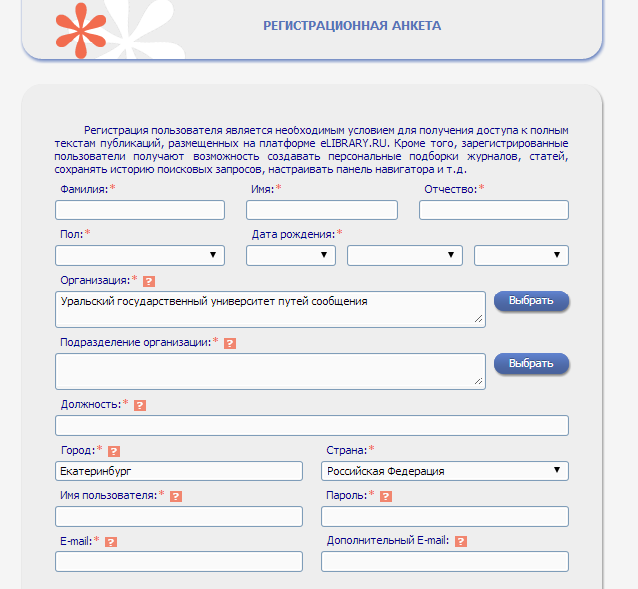 РЕГИСТРАЦИОННАЯ АНКЕТА
Регистрация пользователя является необходимым условием для получения доступа к полным
текстам публикаций, размещенных на платформе eLIBRARY.RU. Кроме того, зарегистрированные
пользователи получают возможность создавать персональные подборки журналов, статей,
сохранять историю поисковых запросов, настраивать панель навигатора и т.д.
Фамилия:* Имя:* Отчество:*
Пол:* Дата рождения:*
Организация:* ?
Уральский государственный университет путей сообщения Выбрать
Подразделение организации:* ?
Выбрать
Должность:* ?
Город:* ? Страна:*
Екатеринбург Российская Федерация
Имя пользователя:* ? Пароль:* ?
E-mail:* ? Дополнительный E-mail: ?